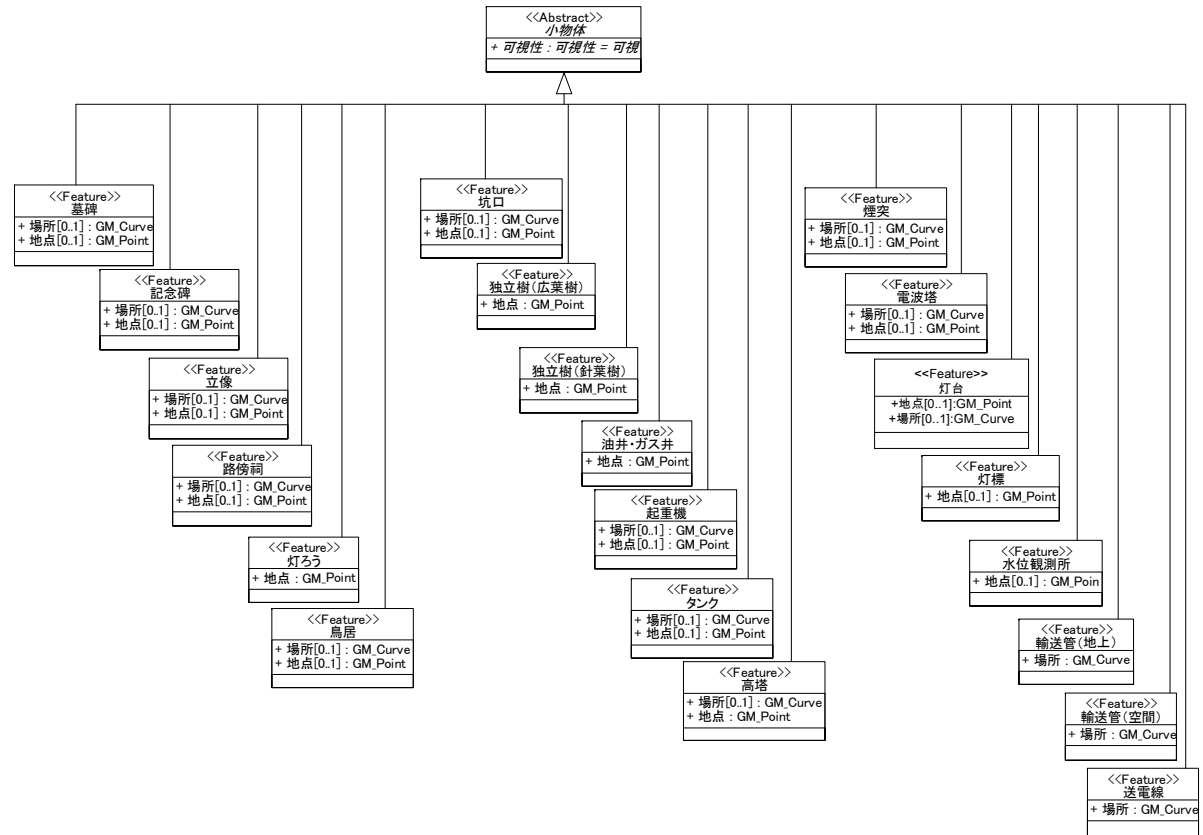 <<Abstract>>
小物体
+ 可視性 : 可視性 = 可視
<<Feature>>
墓碑
+ 場所[0..1] : GM_Curve
+ 地点[0..1] : GM_Point
<<Feature>>
記念碑
+ 場所[0..1] : GM_Curve
+ 地点[0..1] : GM_Point
<<Feature>>
立像
+ 場所[0..1] : GM_Curve
+ 地点[0..1] : GM_Point
<<Feature>>
路傍祠
+ 場所[0..1] : GM_Curve
+ 地点[0..1] : GM_Point
<<Feature>>
灯ろう
+ 地点 : GM_Point
<<Feature>>
鳥居
+ 場所[0..1] : GM_Curve
+ 地点[0..1] : GM_Point
<<Feature>>
坑口
+ 場所[0..1] : GM_Curve
+ 地点[0..1] : GM_Point
<<Feature>>
独立樹(広葉樹)
+ 地点 : GM_Point
<<Feature>>
独立樹(針葉樹)
+ 地点 : GM_Point
<<Feature>>
油井・ガス井
+ 地点 : GM_Point
<<Feature>>
起重機
+ 場所[0..1] : GM_Curve
+ 地点[0..1] : GM_Point
<<Feature>>
タンク
+ 場所[0..1] : GM_Curve
+ 地点[0..1] : GM_Point
<<Feature>>
高塔
+ 場所[0..1] : GM_Curve
+ 地点 : GM_Point
<<Feature>>
煙突
+ 場所[0..1] : GM_Curve
+ 地点[0..1] : GM_Point
<<Feature>>
電波塔
+ 場所[0..1] : GM_Curve
+ 地点[0..1] : GM_Point
<<Feature>>
灯台
+地点[0..1]:GM_Point
+場所[0..1]:GM_Curve
<<Feature>>
灯標
+ 地点[0..1] : GM_Point
<<Feature>>
水位観測所
+ 地点[0..1] : GM_Poin
<<Feature>>
輸送管(地上)
+ 場所 : GM_Curve
<<Feature>>
輸送管(空間)
+ 場所 : GM_Curve
<<Feature>>
送電線
+ 場所 : GM_Curve